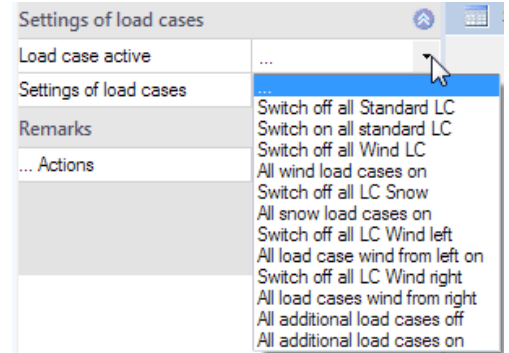 Settings of load cases
Load case active ...
Settings of load cases
Remarks
... Actions
...
Switch off all Standard LC
Switch on all standard LC
Switch off all Wind LC
All wind load cases on
Switch off all LC Snow
All snow load cases on
Switch off all LC Wind left
All load case wind from left on
Switch off all LC Wind right
All load cases wind from right
All additional load cases off
All additional load cases on